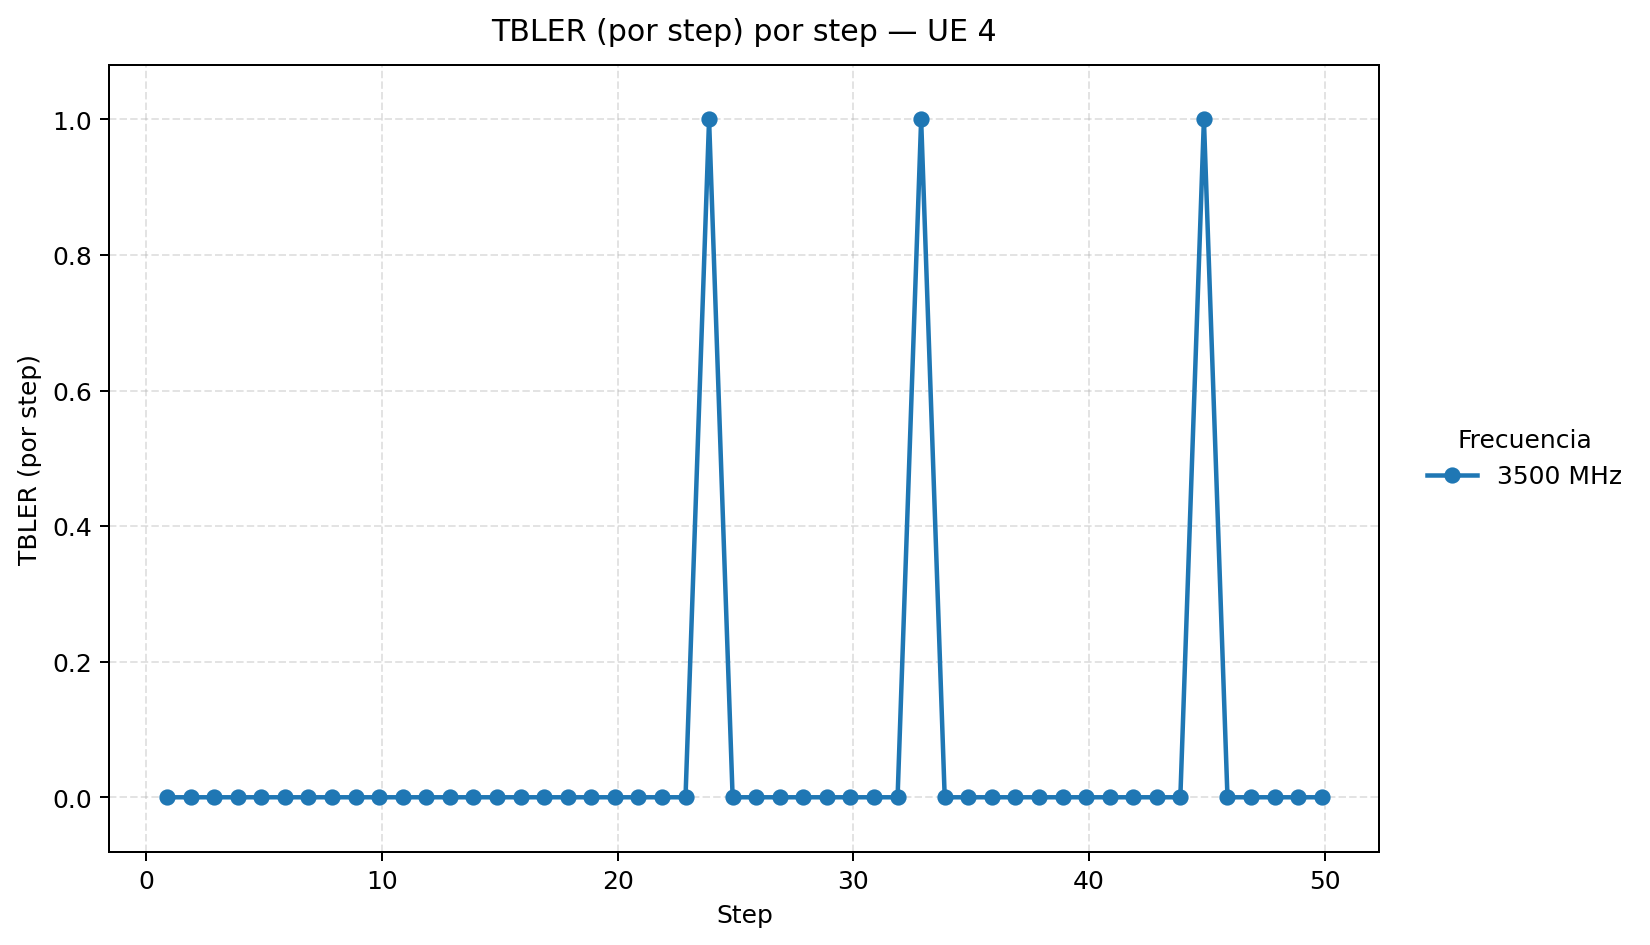 TBLER (por step) por step — UE 4
TBLER (por step)
1.0
0.8
0.6
0.4
0.2
0.0
0 10 20 30 40 50
Step
Frecuencia
3500 MHz